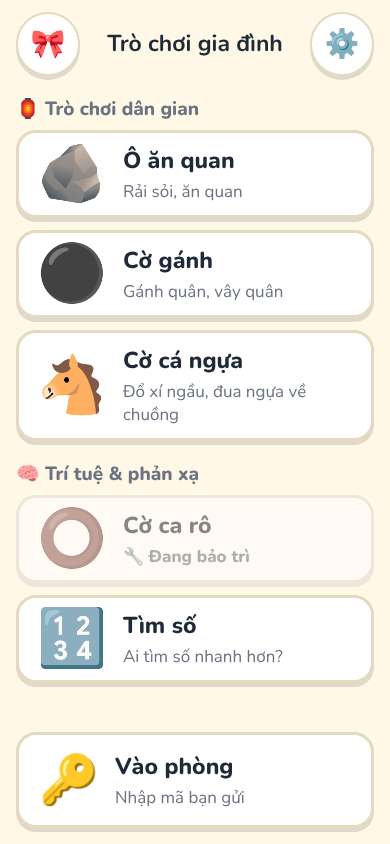 Trò chơi gia đình
Trò chơi dân gian
Ô ăn quan
Rải sỏi, ăn quan
Cờ gánh
Gánh quân, vây quân
Cờ cá ngựa
Đổ xí ngầu, đua ngựa về
chuồng
Trí tuệ & phản xạ
Cờ ca rô
Đang bảo trì
1 2
3 4
Tìm số
Ai tìm số nhanh hơn?
Vào phòng
Nhập mã bạn gửi